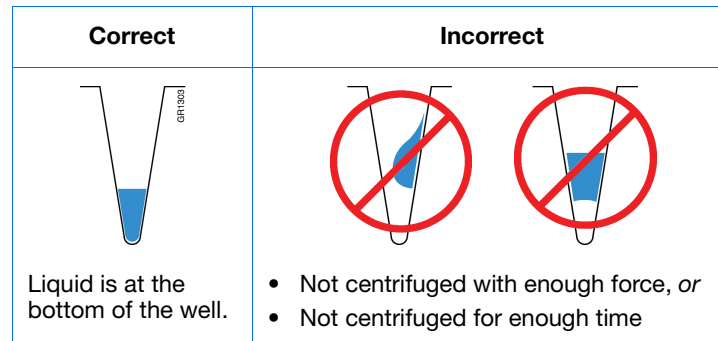 Correct
Incorrect
GR1303
Liquid is at the
bottom of the well.
• Not centrifuged with enough force, or
• Not centrifuged for enough time